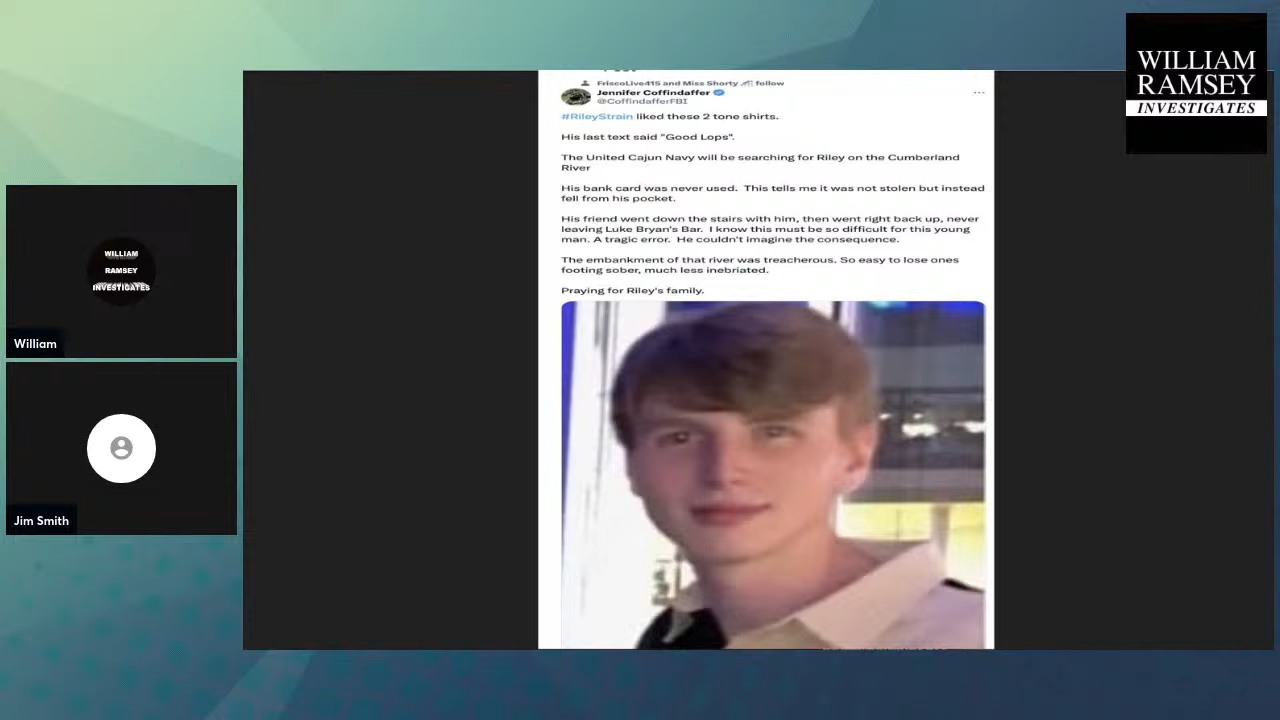 WILLIAM
RAMSEY
INVESTIGATES
WILLIAM
RAMSEY
INVESTIGATES
William
Jim Smith
FriscoLive415 and Miss Shorty follow
Jennifer Coffindaffer
@CoffindafferFBI
#RileyStrain liked these 2 tone shirts.
His last text said "Good Lops".
The United Cajun Navy will be searching for Riley on the Cumberland
River
His bank card was never used. This tells me it was not stolen but instead
fell from his pocket.
His friend went down the stairs with him, then went right back up, never
leaving Luke Bryan's Bar. I know this must be so difficult for this young
man. A tragic error. He couldn't imagine the consequence.
The embankment of that river was treacherous. So easy to lose ones
footing sober, much less inebriated.
Praying for Riley's family.